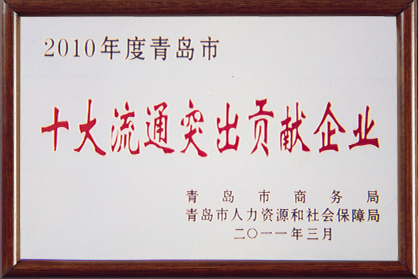 2010年度青岛市
十大流通突出贡献企业
青岛市商务局
青岛市人力资源和社会保障局
二〇一一年三月